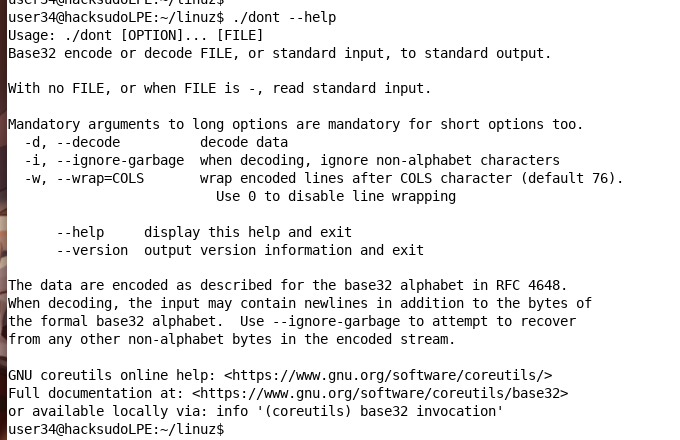 user34@hacksudoLPE:~/linuz$
user34@hacksudoLPE:~/linuz$ ./dont --help
Usage: ./dont [OPTION]... [FILE]
Base32 encode or decode FILE, or standard input, to standard output.

With no FILE, or when FILE is -, read standard input.

Mandatory arguments to long options are mandatory for short options too.
  -d, --decode          decode data
  -i, --ignore-garbage  when decoding, ignore non-alphabet characters
  -w, --wrap=COLS       wrap encoded lines after COLS character (default 76).
                          Use 0 to disable line wrapping

      --help     display this help and exit
      --version  output version information and exit

The data are encoded as described for the base32 alphabet in RFC 4648.
When decoding, the input may contain newlines in addition to the bytes of
the formal base32 alphabet.  Use --ignore-garbage to attempt to recover
from any other non-alphabet bytes in the encoded stream.

GNU coreutils online help: <https://www.gnu.org/software/coreutils/>
Full documentation at: <https://www.gnu.org/software/coreutils/base32>
or available locally via: info '(coreutils) base32 invocation'
user34@hacksudoLPE:~/linuz$